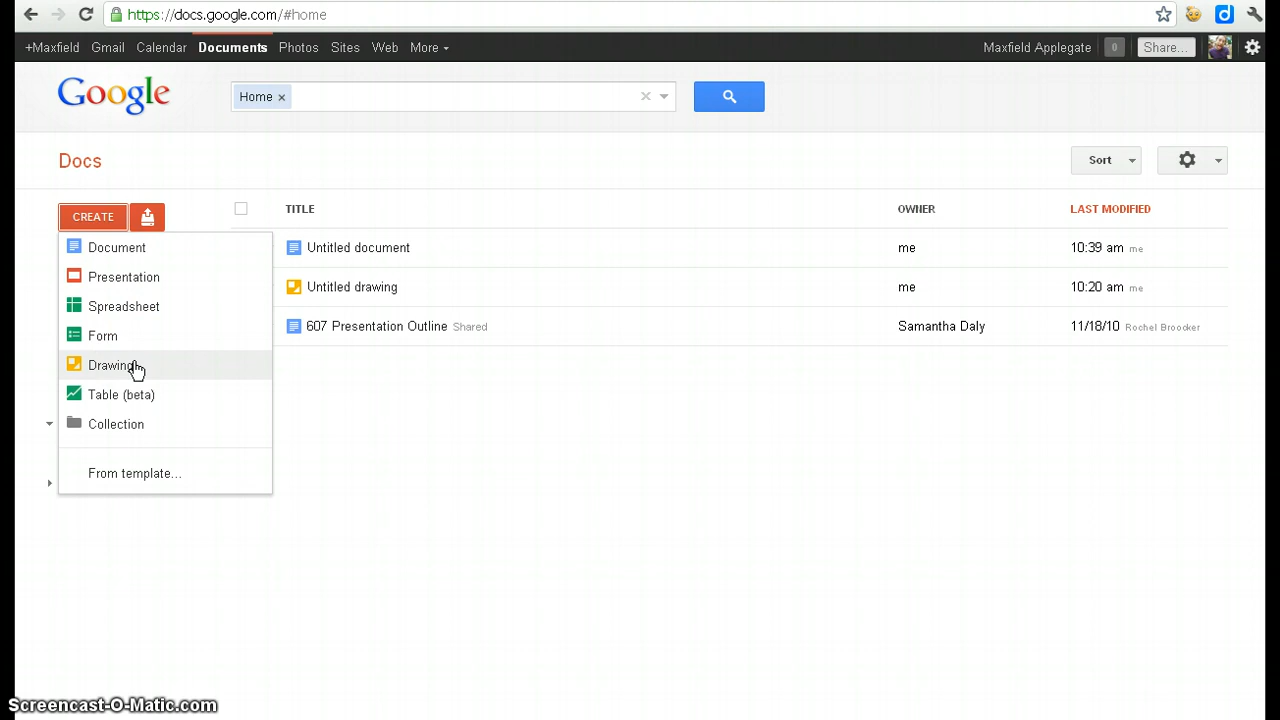 https://docs.google.com/#home
+Maxfield Gmail Calendar Documents Photos Sites Web More Maxfield Applegate 0 Share...
Google Home
Docs Sort
CREATE TITLE OWNER LAST MODIFIED
Document Untitled document me 10:39 am me
Presentation Untitled drawing me 10:20 am me
Spreadsheet 607 Presentation Outline Shared Samantha Daly 11/18/10 Rochel Broocker
Form
Drawing
Table (beta)
Collection
From template...
Screencast-O-Matic.com